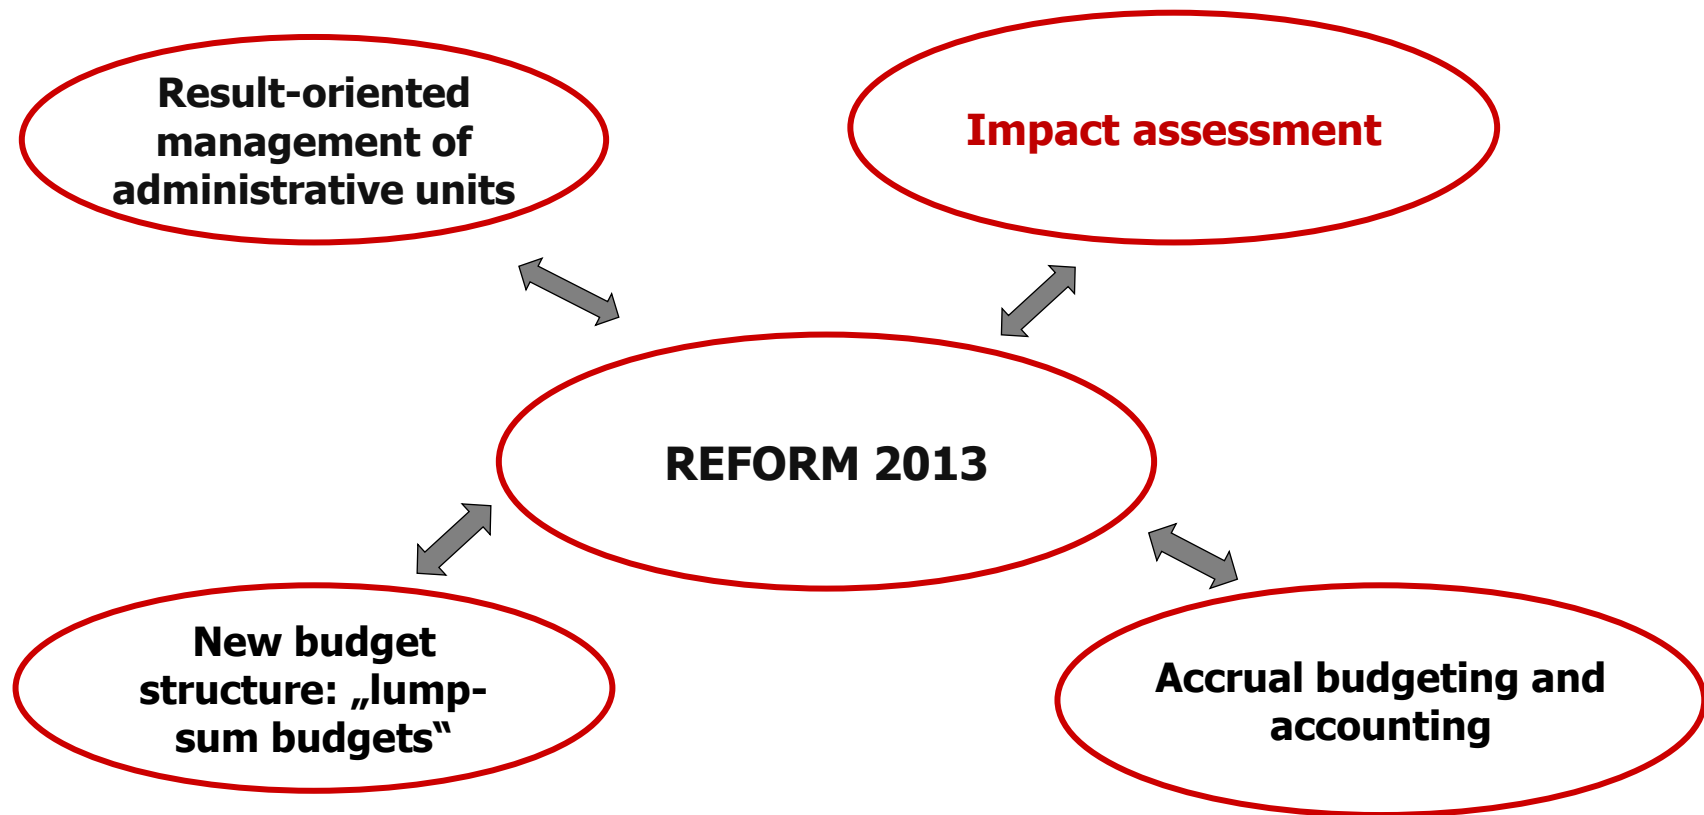 Result-oriented
management of
administrative units
Impact assessment
REFORM 2013
New budget
structure: „lump-
sum budgets‟
Accrual budgeting and
accounting